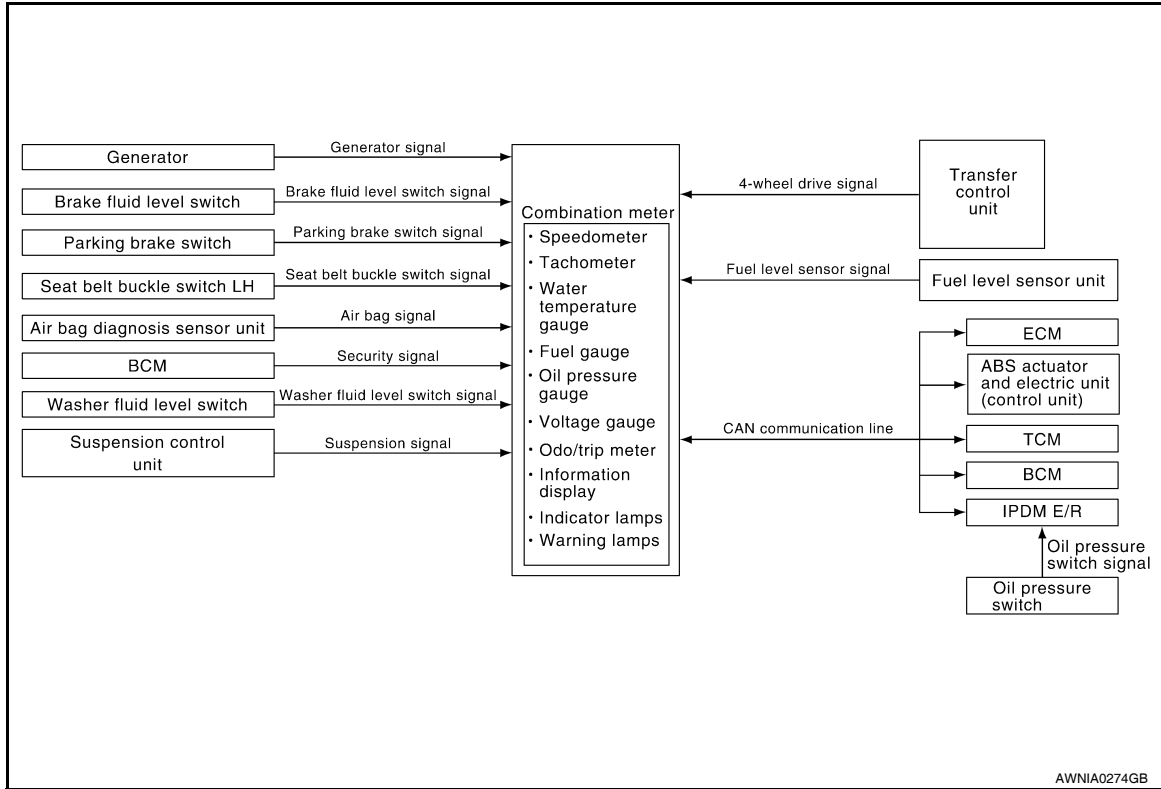 Generator
Generator signal
Brake fluid level switch
Brake fluid level switch signal
Parking brake switch
Parking brake switch signal
Seat belt buckle switch LH
Seat belt buckle switch signal
Air bag diagnosis sensor unit
Air bag signal
BCM
Security signal
Washer fluid level switch
Washer fluid level switch signal
Suspension control
unit
Suspension signal
Combination meter
· Speedometer
· Tachometer
· Water
temperature
gauge
· Fuel gauge
· Oil pressure
gauge
· Voltage gauge
· Odo/trip meter
· Information
display
· Indicator lamps
· Warning lamps
4-wheel drive signal
Transfer
control
unit
Fuel level sensor signal
Fuel level sensor unit
CAN communication line
ECM
ABS actuator
and electric unit
(control unit)
TCM
BCM
IPDM E/R
Oil pressure
switch signal
Oil pressure
switch
AWNIA0274GB